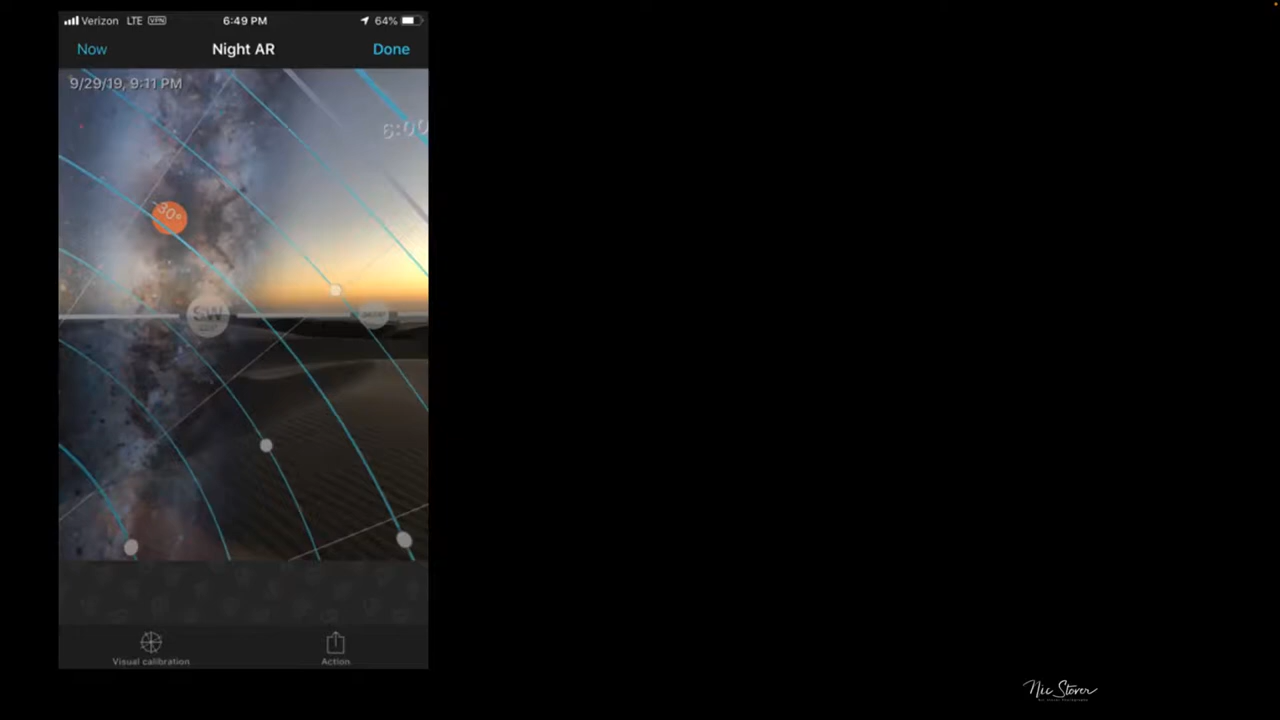 Verizon LTE VPN 6:49 PM 64%
Now Night AR Done
9/29/19, 9:11 PM
6:00
-30°
SW
Visual calibration Action
Nic Stover